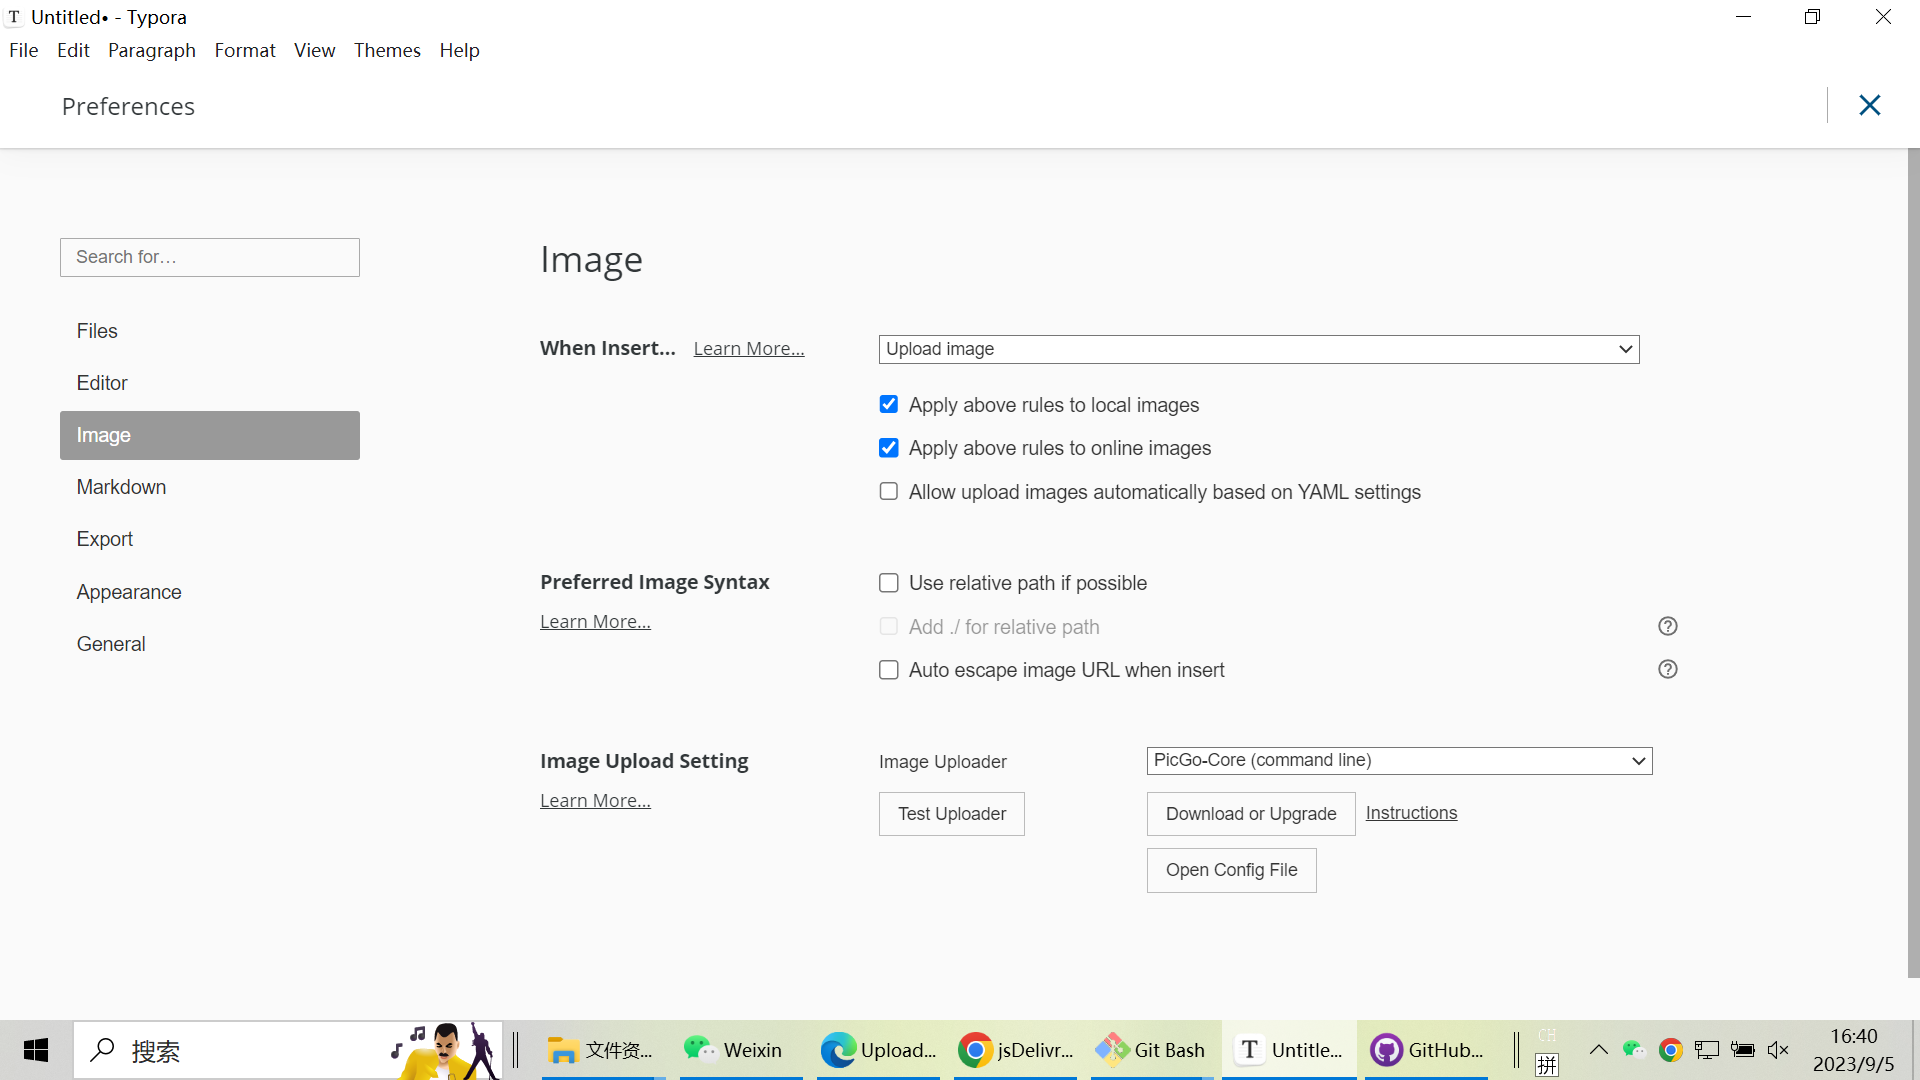 Untitled• - Typora
File Edit Paragraph Format View Themes Help
Preferences
Search for…
Files
Editor
Image
Markdown
Export
Appearance
General
Image
When Insert... Learn More... Upload image
Apply above rules to local images
Apply above rules to online images
Allow upload images automatically based on YAML settings
Preferred Image Syntax
Learn More...
Use relative path if possible
Add ./ for relative path
Auto escape image URL when insert
Image Upload Setting
Learn More...
Image Uploader PicGo-Core (command line)
Test Uploader Download or Upgrade Instructions
Open Config File
搜索 文件资... Weixin Upload... jsDelivr... Git Bash T Untitle... GitHub... CH 拼
16:40
2023/9/5